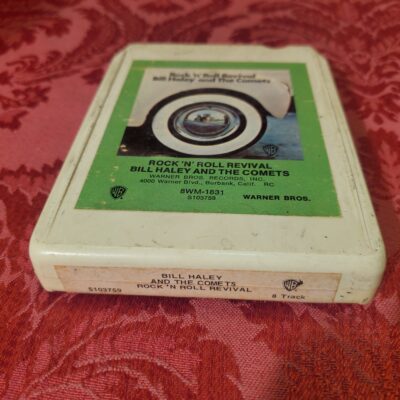 Rock 'n' Roll Revival
Bill Haley and The Comets
ROCK 'N' ROLL REVIVAL
BILL HALEY AND THE COMETS
WARNER BROS. RECORDS, INC.
4000 Warner Blvd., Burbank, Calif. RC
8WM-1831
S103759
WARNER BROS.
BILL HALEY
AND THE COMETS
S103759 ROCK 'N ROLL REVIVAL
8 Track